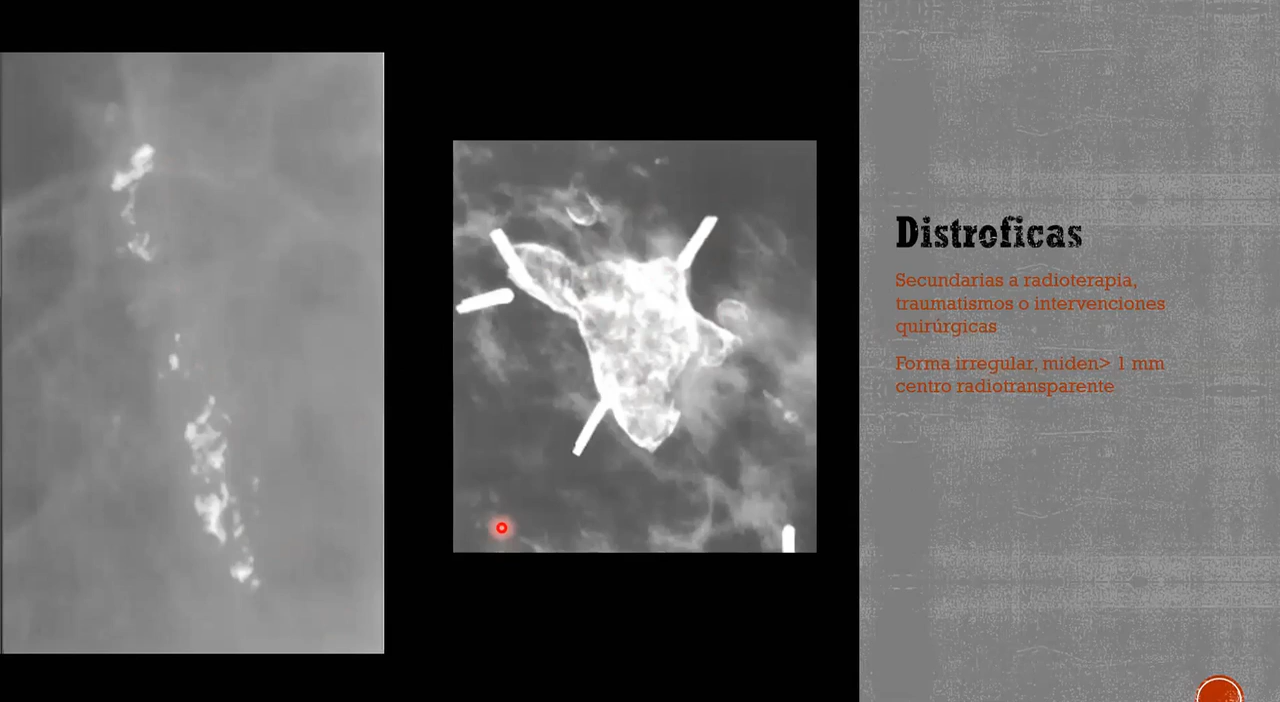 Distroficas
Secundarias a radioterapia,
traumatismos o intervenciones
quirúrgicas
Forma irregular, miden> 1 mm
centro radiotransparente